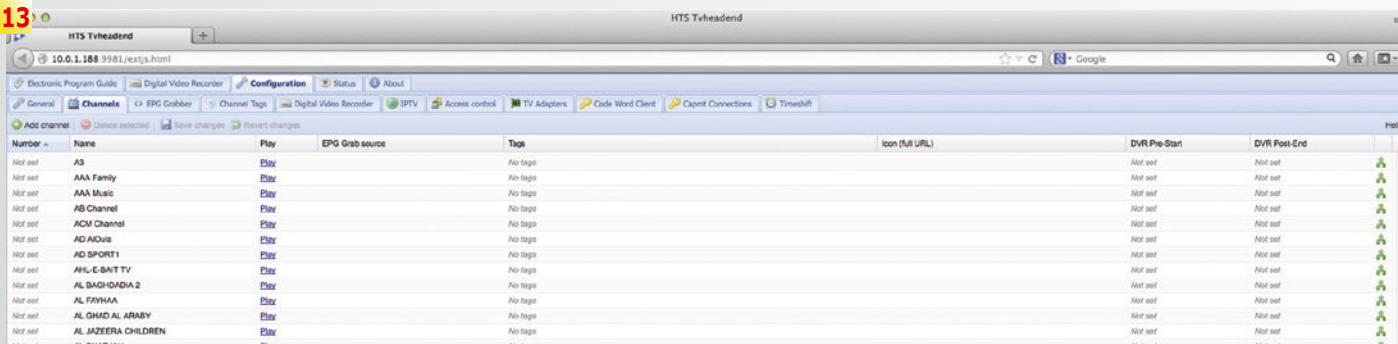 13
HTS Tvheadend
HTS Tvheadend +
10.0.1.188:9981/extjs.html Google
Electronic Program Guide Digital Video Recorder Configuration Status About
General Channels EPG Grabber Channel Tags Digital Video Recorder IPTV Access control TV Adapters Code Word Client Capmt Connections Timeshift
Add channel Delete selected Save changes Revert changes Hel
Number Name Play EPG Grab source Tags Icon (full URL) DVR Pre-Start DVR Post-End
Not set A3 Play No tags Not set Not set
Not set AAA Family Play No tags Not set Not set
Not set AAA Music Play No tags Not set Not set
Not set AB Channel Play No tags Not set Not set
Not set ACM Channel Play No tags Not set Not set
Not set AD AlOula Play No tags Not set Not set
Not set AD SPORT1 Play No tags Not set Not set
Not set AHL-E-BAIT TV Play No tags Not set Not set
Not set AL BAGHDADIA 2 Play No tags Not set Not set
Not set AL FAYHAA Play No tags Not set Not set
Not set AL GHAD AL ARABY Play No tags Not set Not set
Not set AL JAZEERA CHILDREN Play No tags Not set Not set